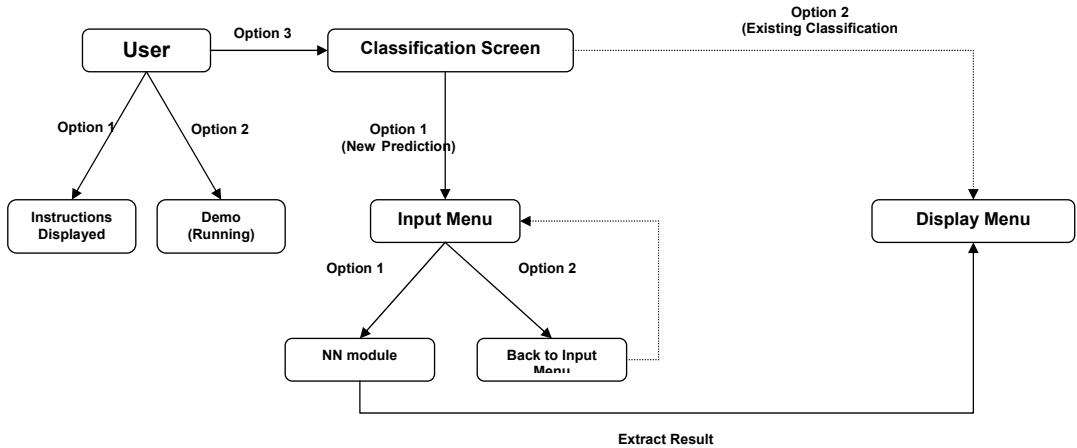 Option 2
(Existing Classification
User
Option 3
Classification Screen
Option 1
Option 2
Option 1
(New Prediction)
Instructions
Displayed
Demo
(Running)
Input Menu
Display Menu
Option 1
Option 2
NN module
Back to Input
Menu
Extract Result